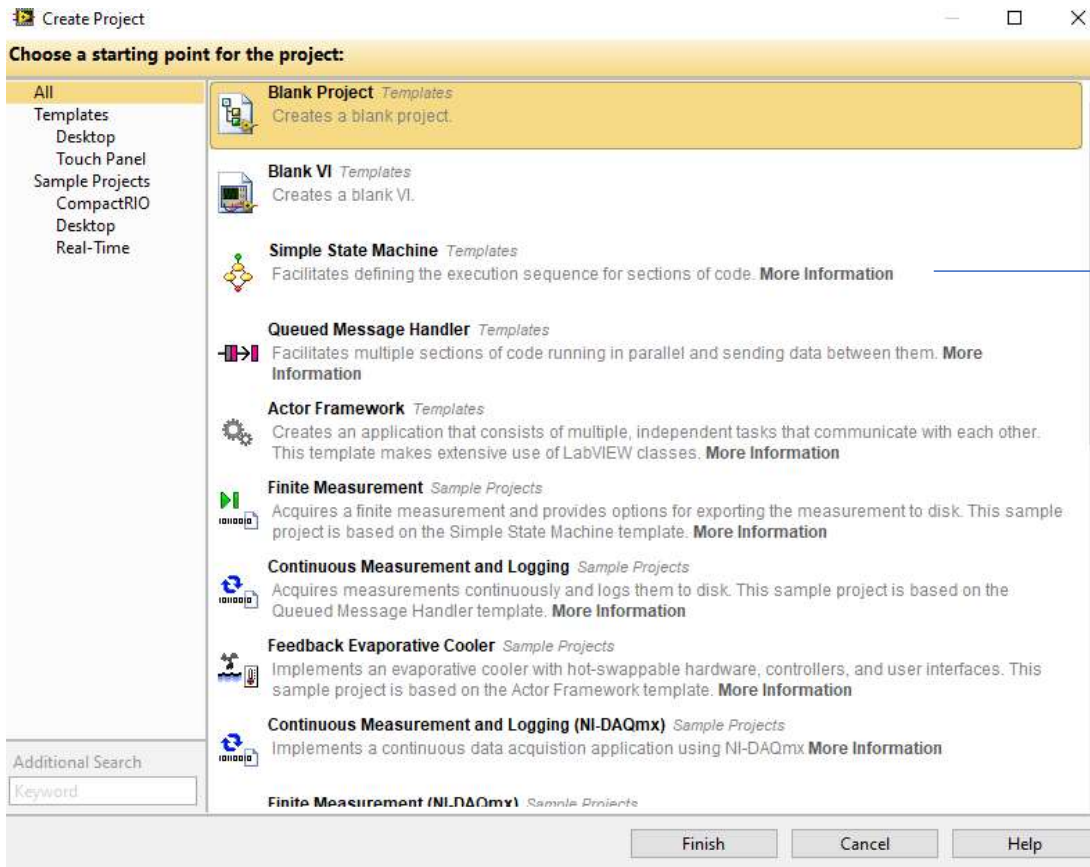 Create Project
Choose a starting point for the project:
All
Templates
Desktop
Touch Panel
Sample Projects
CompactRIO
Desktop
Real-Time
Blank Project Templates
Creates a blank project.
Blank VI Templates
Creates a blank VI.
Simple State Machine Templates
Facilitates defining the execution sequence for sections of code. More Information
Queued Message Handler Templates
Facilitates multiple sections of code running in parallel and sending data between them. More
Information
Actor Framework Templates
Creates an application that consists of multiple, independent tasks that communicate with each other.
This template makes extensive use of LabVIEW classes. More Information
Finite Measurement Sample Projects
Acquires a finite measurement and provides options for exporting the measurement to disk. This sample
project is based on the Simple State Machine template. More Information
Continuous Measurement and Logging Sample Projects
Acquires measurements continuously and logs them to disk. This sample project is based on the
Queued Message Handler template. More Information
Feedback Evaporative Cooler Sample Projects
Implements an evaporative cooler with hot-swappable hardware, controllers, and user interfaces. This
sample project is based on the Actor Framework template. More Information
Continuous Measurement and Logging (NI-DAQmx) Sample Projects
Implements a continuous data acquistion application using NI-DAQmx More Information
Finite Measurement (NI-DAQmx) Sample Projects
Additional Search
Keyword
Finish
Cancel
Help